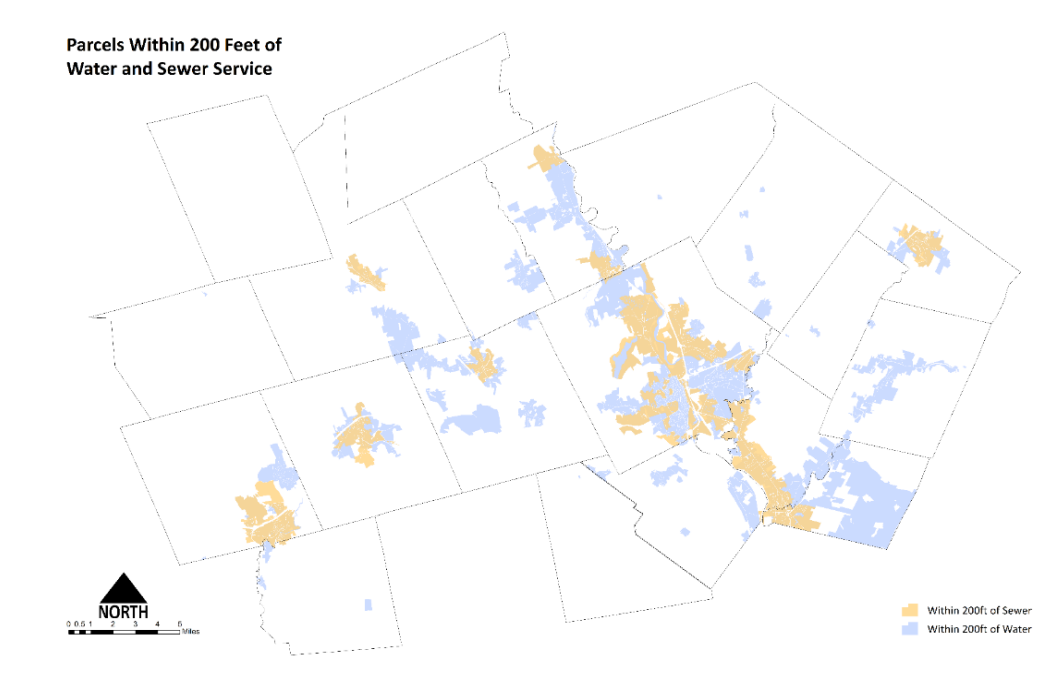 Parcels Within 200 Feet of
Water and Sewer Service
NORTH
0 0.5 1 2 3 4 5
Miles
Within 200ft of Sewer
Within 200ft of Water